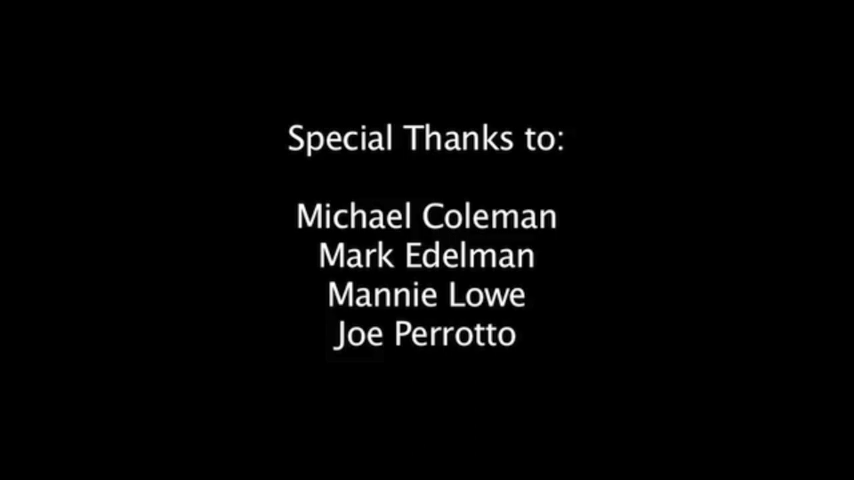 Special Thanks to:
Michael Coleman
Mark Edelman
Mannie Lowe
Joe Perrotto